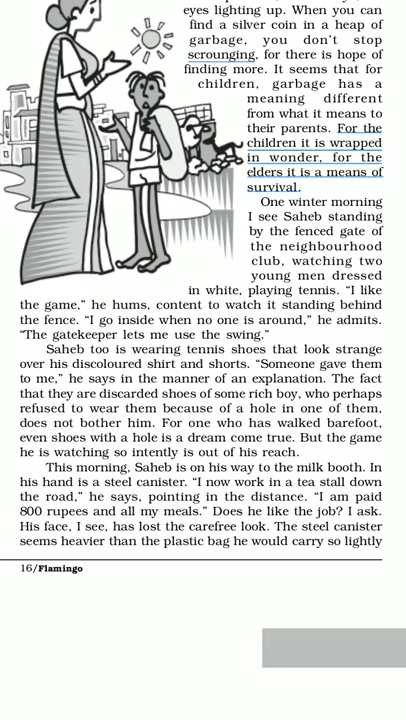 eyes lighting up. When you can
find a silver coin in a heap of
garbage, you don't stop
scrounging, for there is hope of
finding more. It seems that for
children, garbage has a
meaning different
from what it means to
their parents. For the
children it is wrapped
in wonder, for the
elders it is a means of
survival.
One winter morning
I see Saheb standing
by the fenced gate of
the neighbourhood
club, watching two
young men dressed
in white, playing tennis. “I like
the game,” he hums, content to watch it standing behind
the fence. “I go inside when no one is around,” he admits.
“The gatekeeper lets me use the swing.”
Saheb too is wearing tennis shoes that look strange
over his discoloured shirt and shorts. “Someone gave them
to me,” he says in the manner of an explanation. The fact
that they are discarded shoes of some rich boy, who perhaps
refused to wear them because of a hole in one of them,
does not bother him. For one who has walked barefoot,
even shoes with a hole is a dream come true. But the game
he is watching so intently is out of his reach.
This morning, Saheb is on his way to the milk booth. In
his hand is a steel canister. “I now work in a tea stall down
the road,” he says, pointing in the distance. “I am paid
800 rupees and all my meals.” Does he like the job? I ask.
His face, I see, has lost the carefree look. The steel canister
seems heavier than the plastic bag he would carry so lightly
16/Flamingo